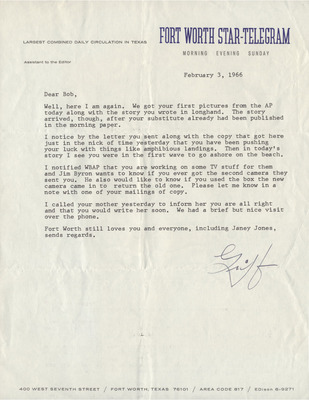 LARGEST COMBINED DAILY CIRCULATION IN TEXAS
FORT WORTH STAR-TELEGRAM
MORNING EVENING SUNDAY
Assistant to the Editor
February 3, 1966
Dear Bob,
Well, here I am again. We got your first pictures from the AP
today along with the story you wrote in longhand. The story
arrived, though, after your substitute already had been published
in the morning paper.
I notice by the letter you sent along with the copy that got here
just in the nick of time yesterday that you have been pushing
your luck with things like amphibious landings. Then in today's
story I see you were in the first wave to go ashore on the beach.
I notified WBAP that you are working on some TV stuff for them
and Jim Byron wants to know if you ever got the second camera they
sent you. He also would like to know if you used the box the new
camera came in to return the old one. Please let me know in a
note with one of your mailings of copy.
I called your mother yesterday to inform her you are all right
and that you would write her soon. We had a brief but nice visit
over the phone.
Fort Worth still loves you and everyone, including Janey Jones,
sends regards.
400 WEST SEVENTH STREET / FORT WORTH, TEXAS 76101 / AREA CODE 817 / EDison 6-9271